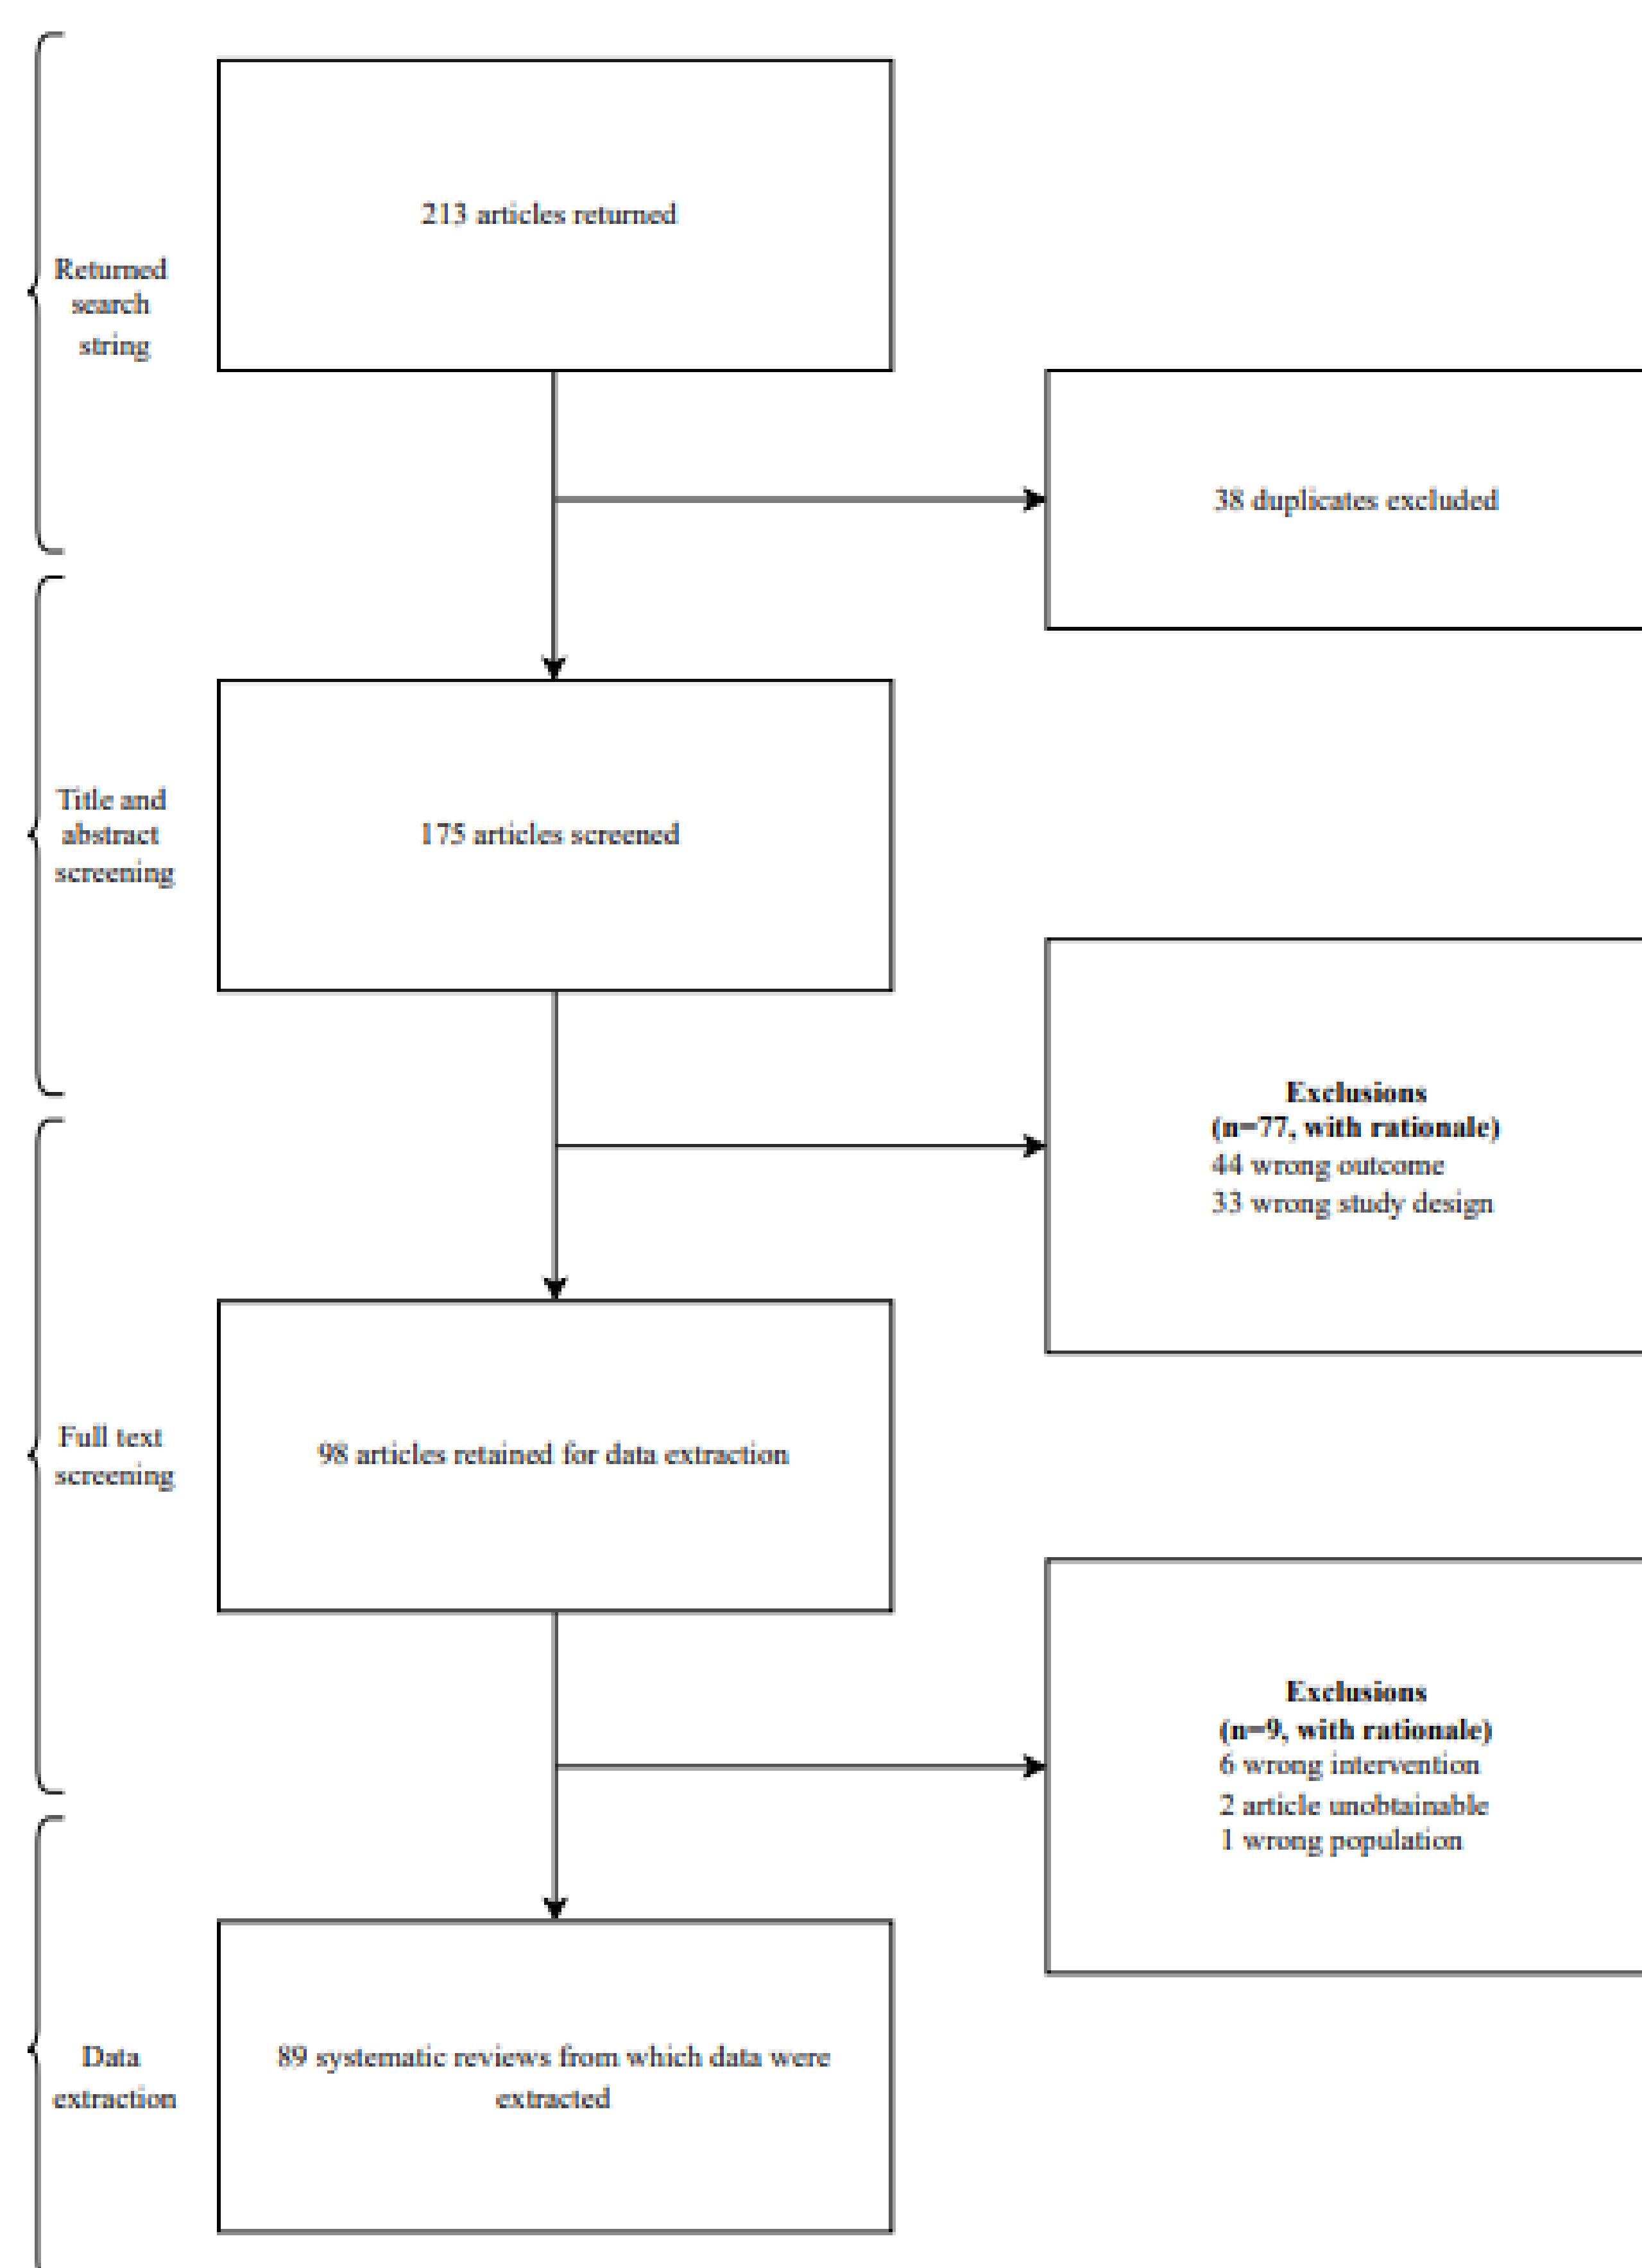 213 articles returned
Returned
search
string
38 duplicates excluded
Title and
abstract
screening
175 articles screened
Exclusions
(n=77, with rationale)
44 wrong outcome
33 wrong study design
Full text
screening
98 articles retained for data extraction
Exclusions
(n=9, with rationale)
6 wrong intervention
2 article unobtainable
1 wrong population
Data
extraction
89 systematic reviews from which data were
extracted